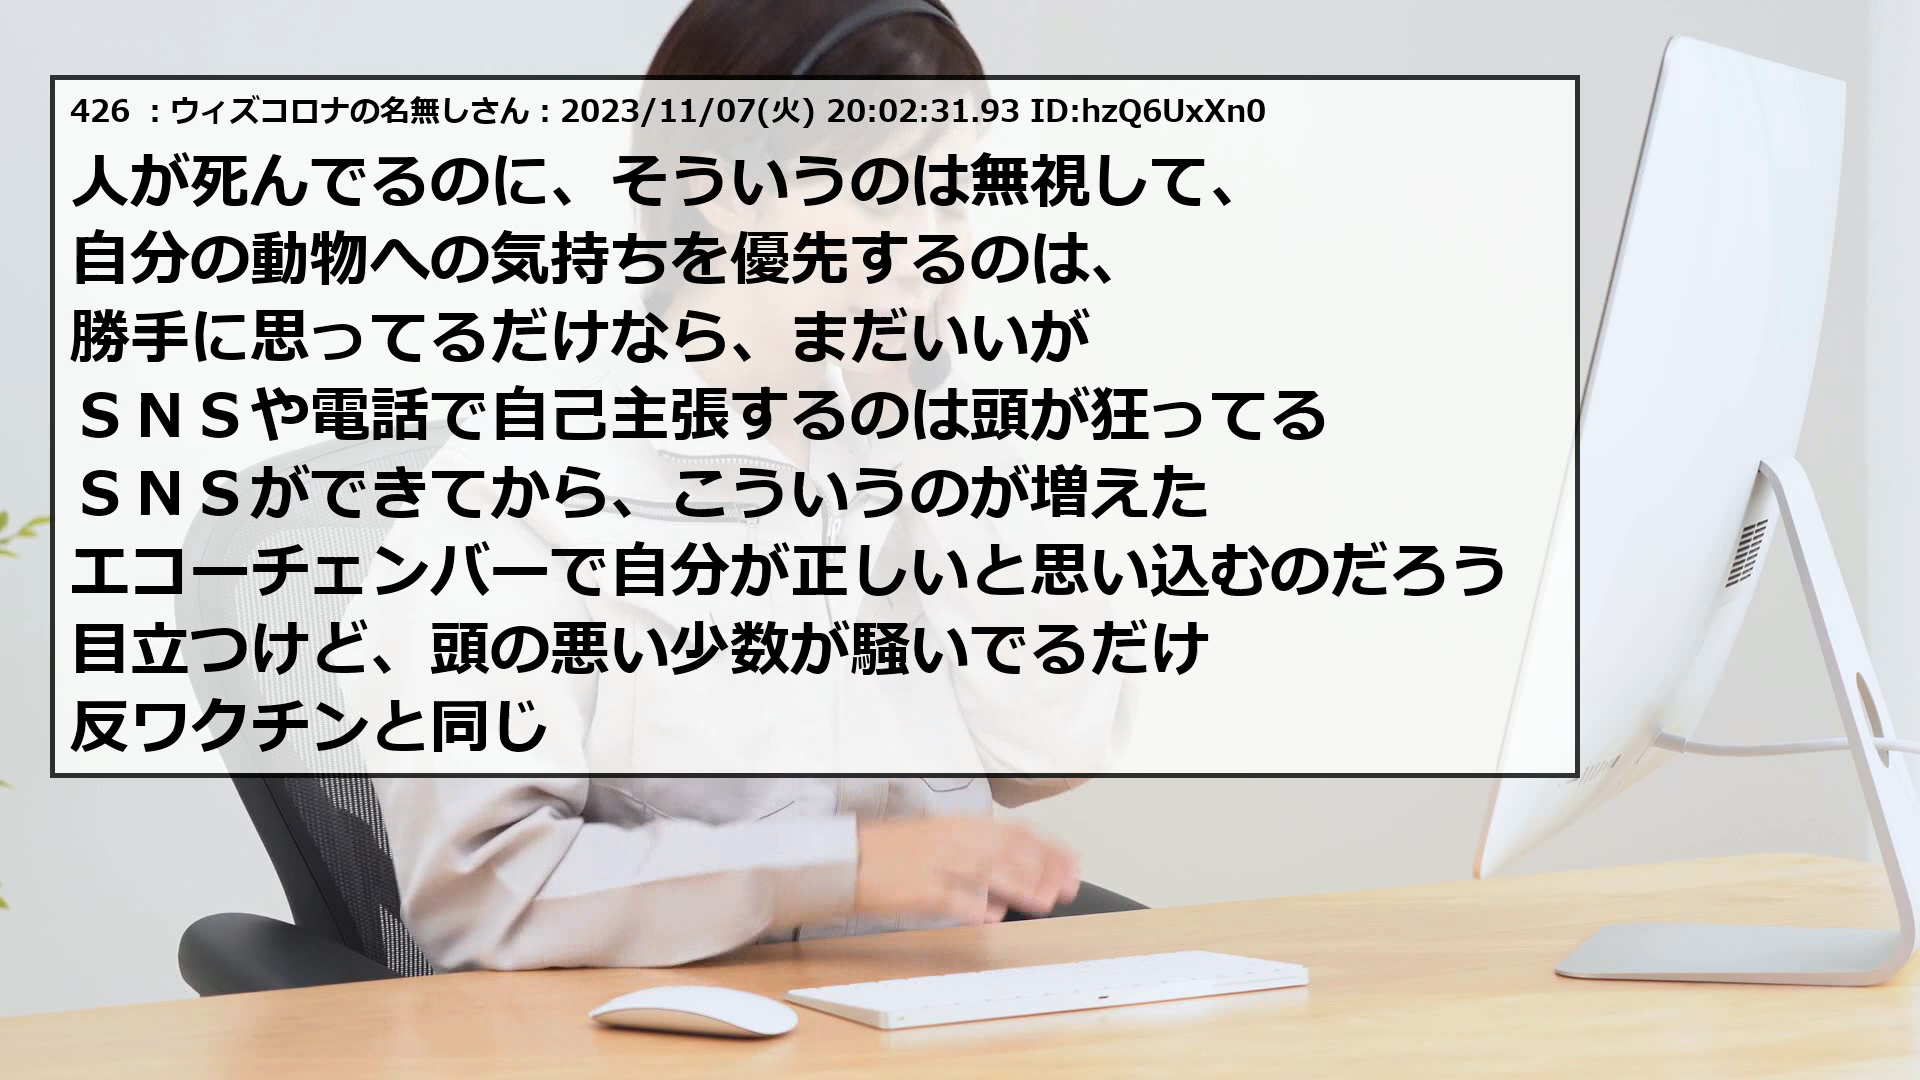 426 ：ウィズコロナの名無しさん：2023/11/07(火) 20:02:31.93 ID:hzQ6UxXn0
人が死んでるのに、そういうのは無視して、
自分の動物への気持ちを優先するのは、
勝手に思ってるだけなら、まだいいが
ＳＮＳや電話で自己主張するのは頭が狂ってる
ＳＮＳができてから、こういうのが増えた
エコーチェンバーで自分が正しいと思い込むのだろう
目立つけど、頭の悪い少数が騒いでるだけ
反ワクチンと同じ